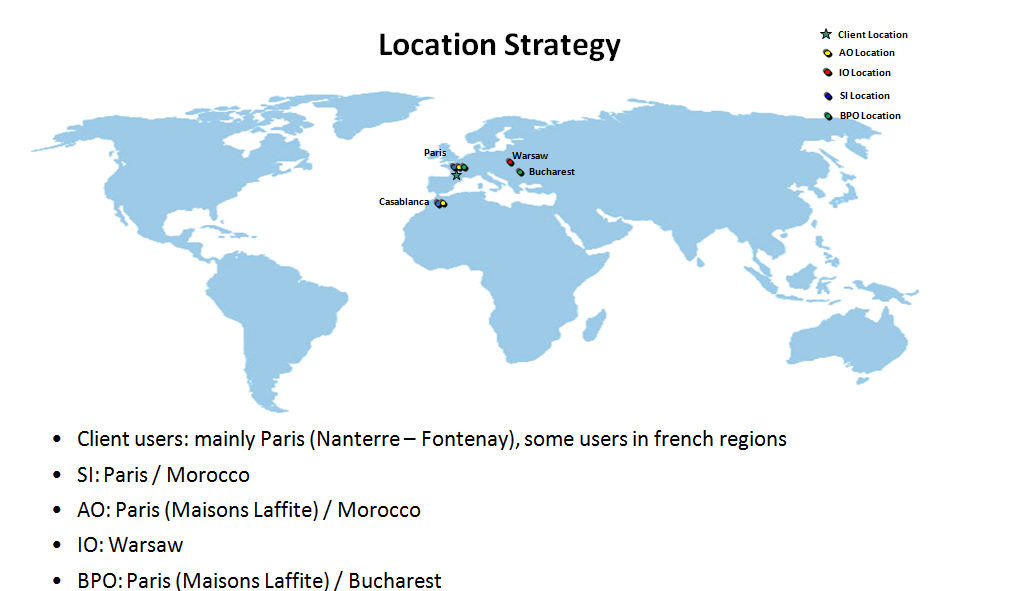 Location Strategy
Client Location
AO Location
IO Location
SI Location
BPO Location
Paris
Warsaw
Bucharest
Casablanca
• Client users: mainly Paris (Nanterre – Fontenay), some users in french regions
• SI: Paris / Morocco
• AO: Paris (Maisons Laffite) / Morocco
• IO: Warsaw
• BPO: Paris (Maisons Laffite) / Bucharest